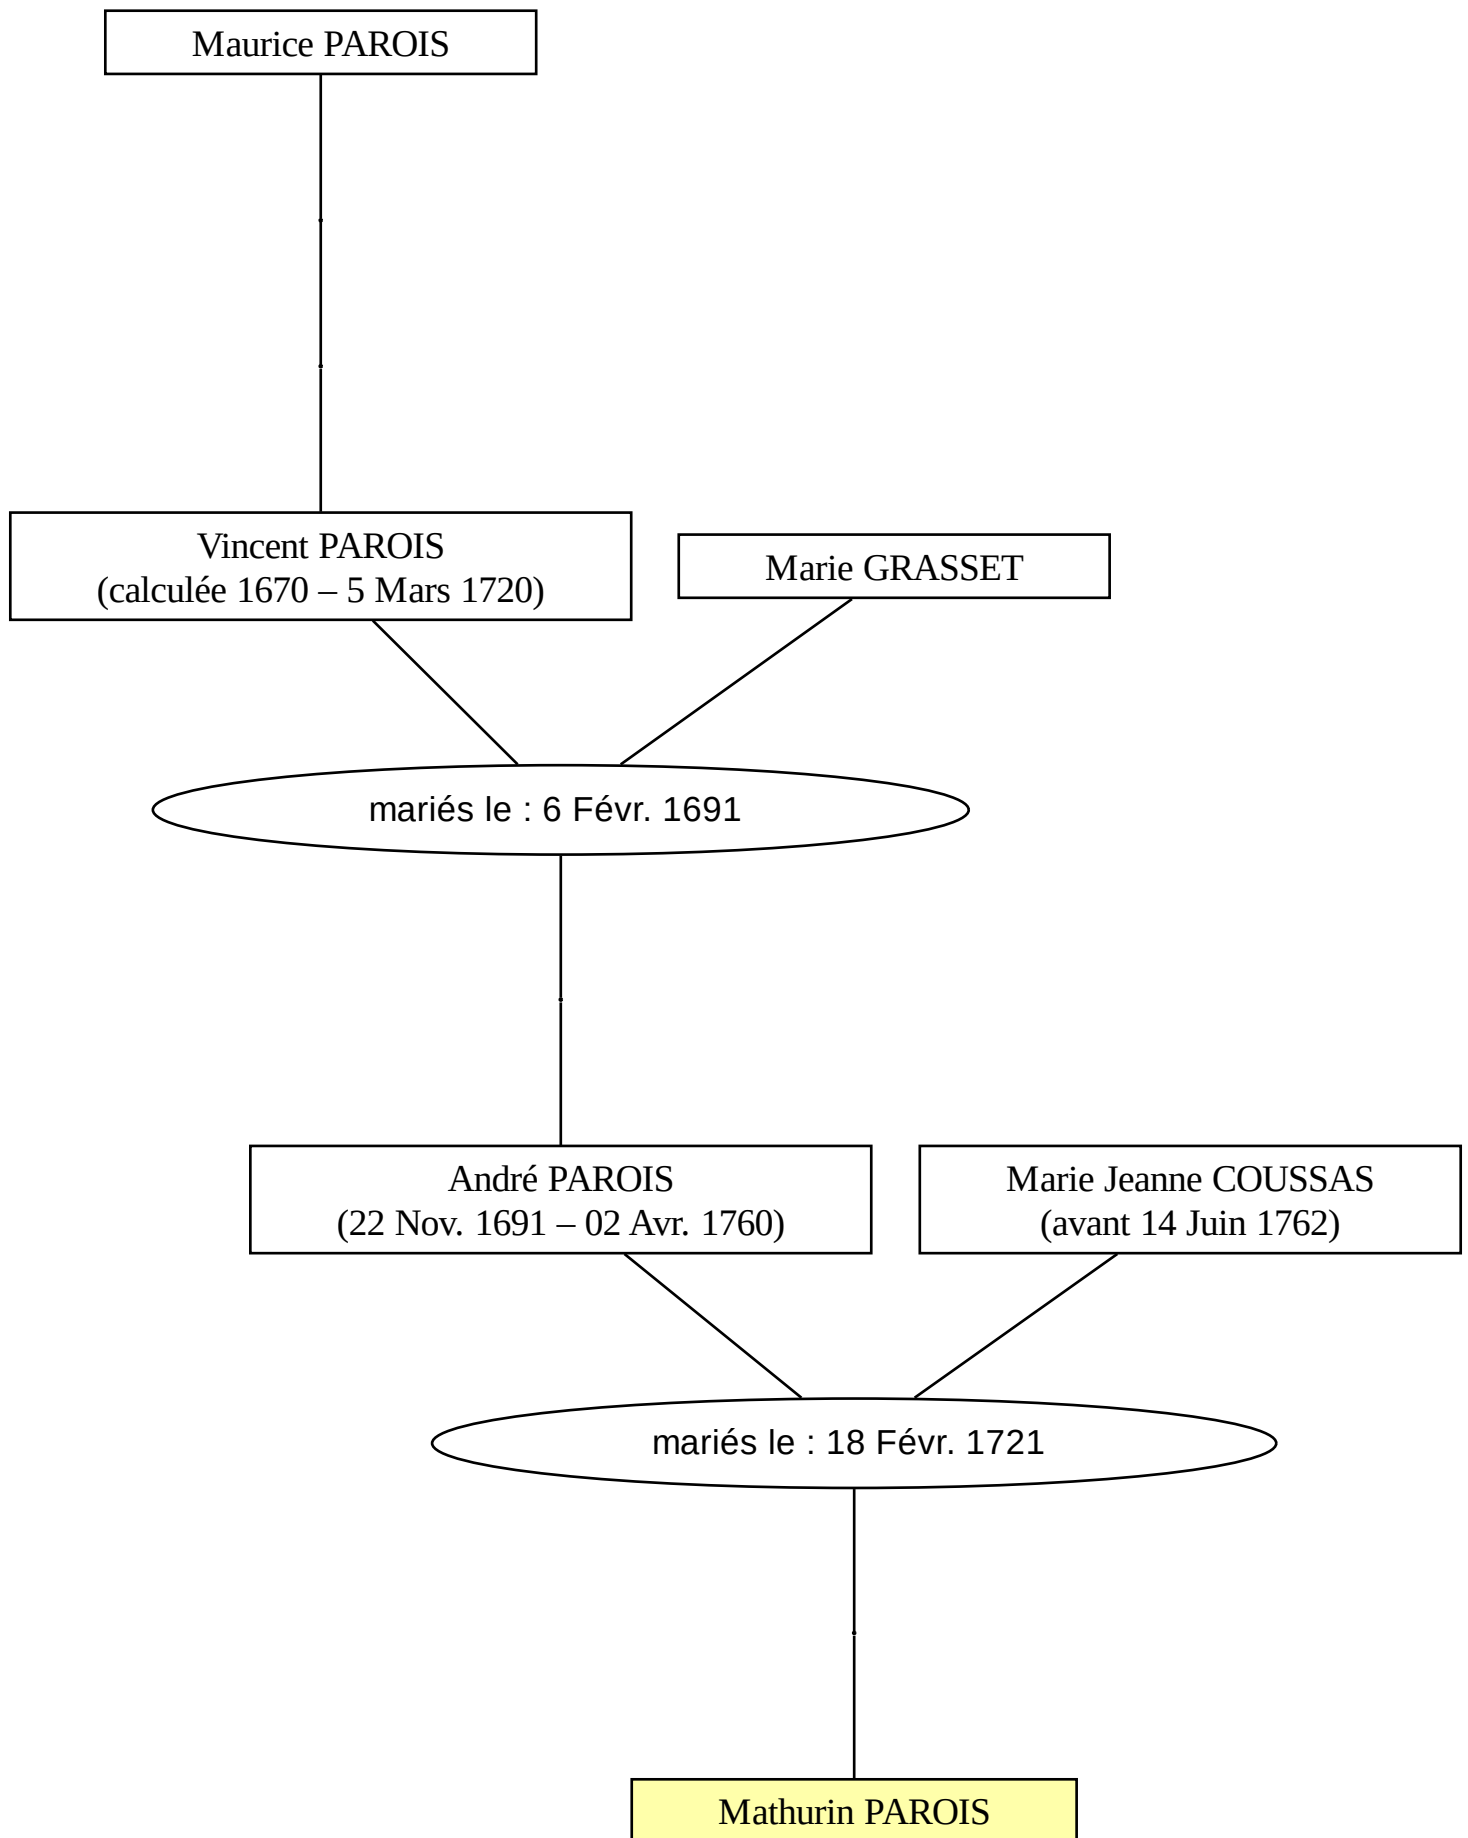 Maurice PAROIS
Vincent PAROIS
(calculée 1670 – 5 Mars 1720)
Marie GRASSET
mariés le : 6 Févr. 1691
André PAROIS
(22 Nov. 1691 – 02 Avr. 1760)
Marie Jeanne COUSSAS
(avant 14 Juin 1762)
mariés le : 18 Févr. 1721
Mathurin PAROIS